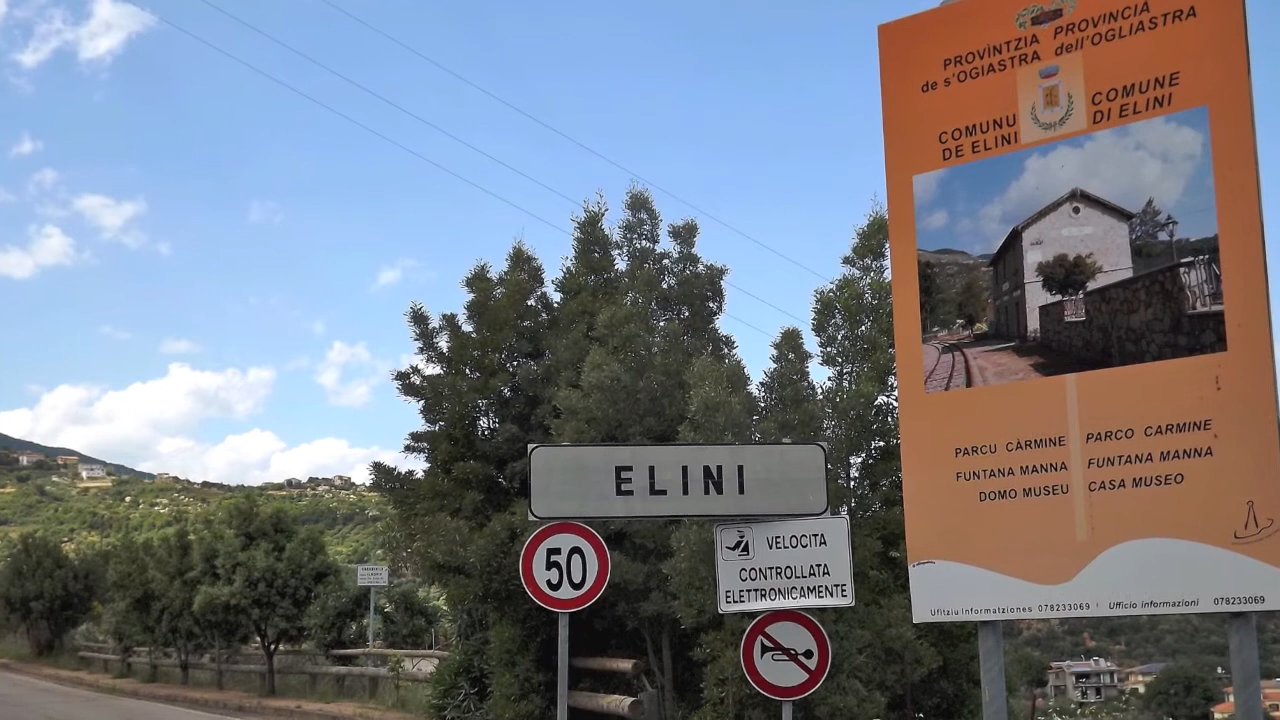 PROVÌNTZIA PROVINCIA
de s'OGIASTRA dell'OGLIASTRA
COMUNU
DE ELINI
COMUNE
DI ELINI
PARCU CÀRMINE
FUNTANA MANNA
DOMO MUSEU
PARCO CARMINE
FUNTANA MANNA
CASA MUSEO
Ufitziu Informatziones 078233069
Ufficio informazioni 078233069
ELINI
50
VELOCITA
CONTROLLATA
ELETTRONICAMENTE